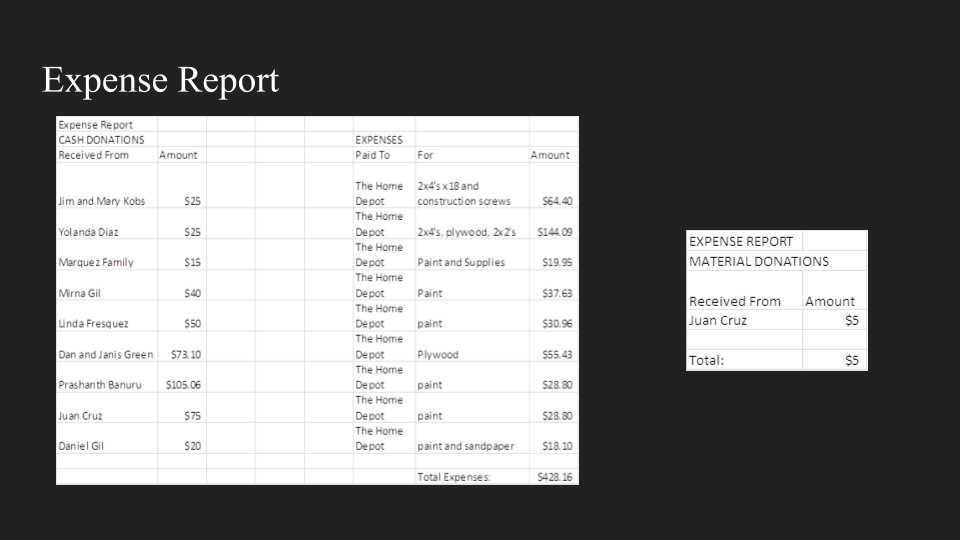 Expense Report
Expense Report
CASH DONATIONS EXPENSES
Received From Amount Paid To For Amount
Jim and Mary Kobs $25 The Home Depot 2x4's x18 and construction screws $64.40
Yolanda Diaz $25 The Home Depot 2x4's, plywood, 2x2's $144.09
Marquez Family $15 The Home Depot Paint and Supplies $19.95
Mirna Gil $40 The Home Depot Paint $37.63
Linda Fresquez $50 The Home Depot paint $30.96
Dan and Janis Green $73.10 The Home Depot Plywood $55.43
Prashanth Banuru $105.06 The Home Depot paint $28.80
Juan Cruz $75 The Home Depot paint $28.80
Daniel Gil $20 The Home Depot paint and sandpaper $18.10
Total Expenses: $428.16
EXPENSE REPORT
MATERIAL DONATIONS
Received From Amount
Juan Cruz $5
Total: $5